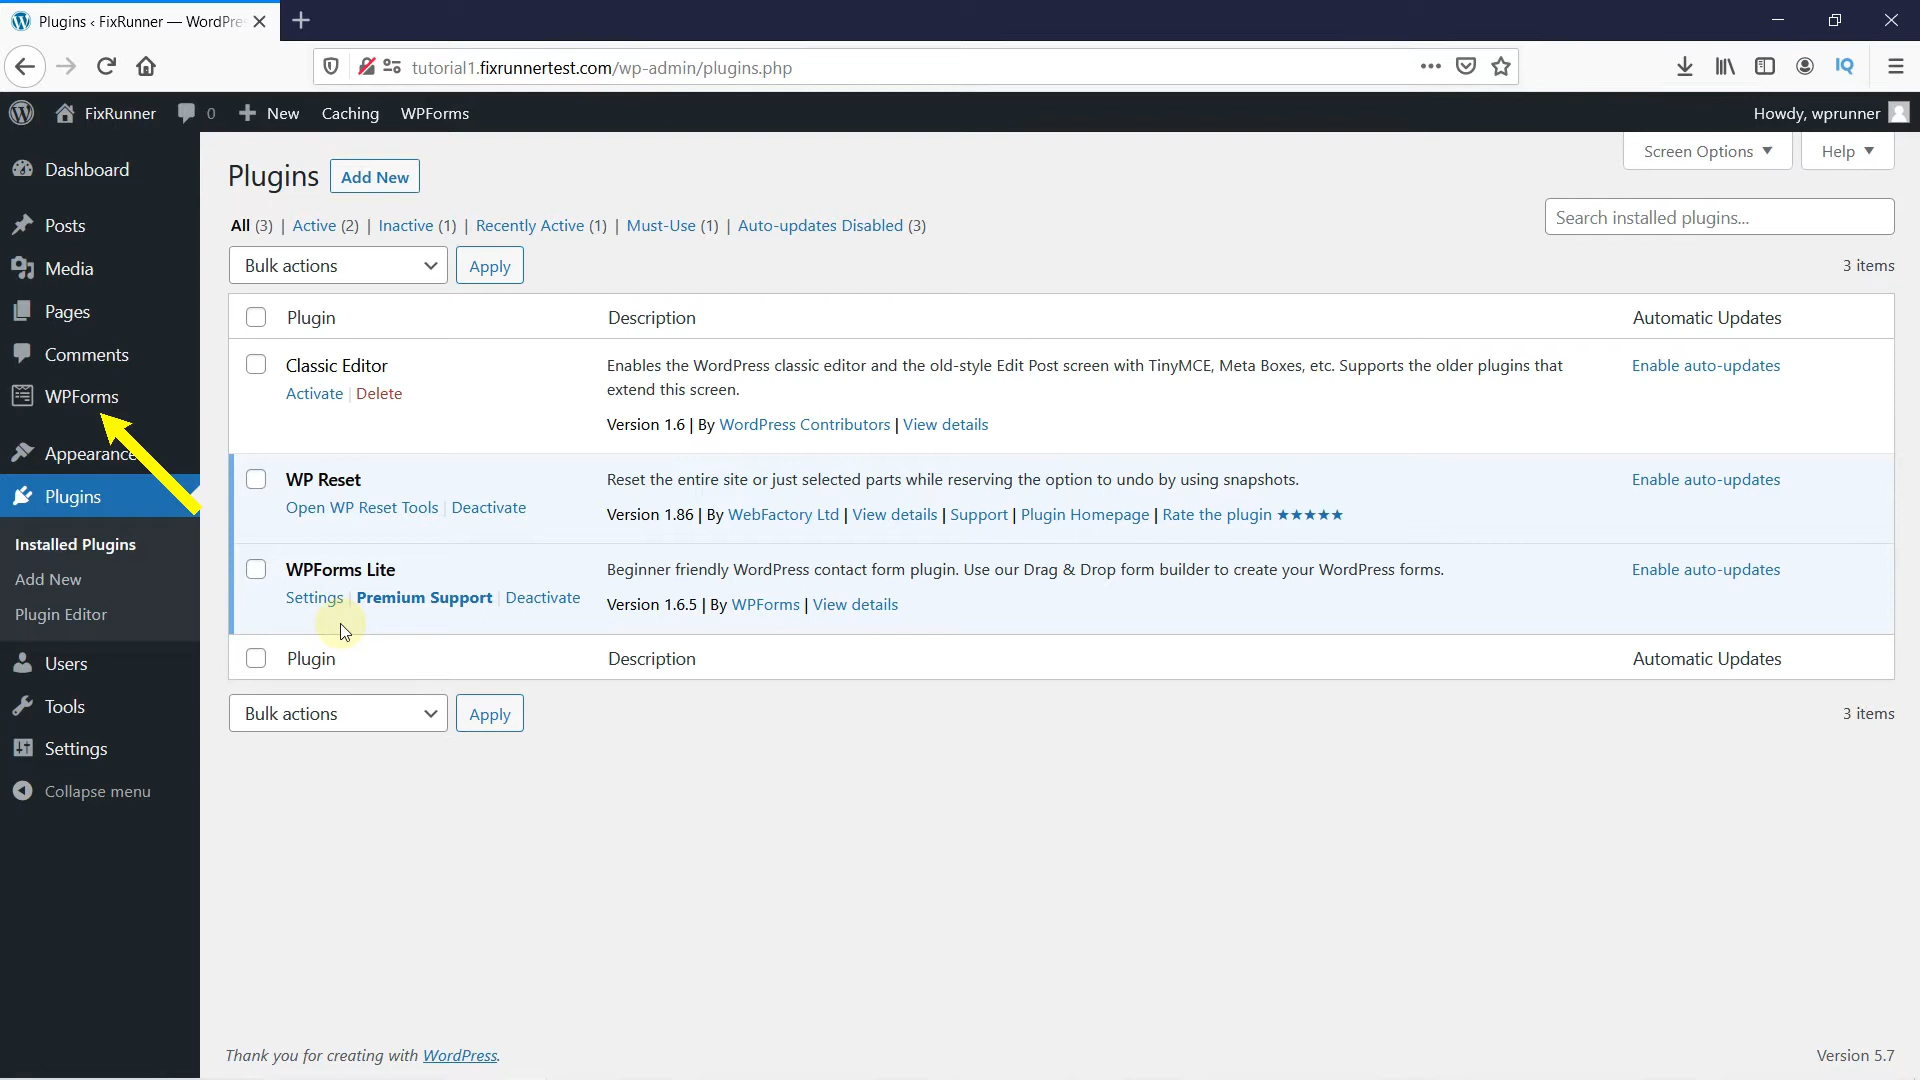 Plugins ‹ FixRunner — WordPre
tutorial1.fixrunnertest.com/wp-admin/plugins.php
IQ
FixRunner 0 New Caching WPForms
Howdy, wprunner
Dashboard
Posts
Media
Pages
Comments
WPForms
Appearance
Plugins
Installed Plugins
Add New
Plugin Editor
Users
Tools
Settings
Collapse menu
Screen Options Help
Plugins Add New
All (3) | Active (2) | Inactive (1) | Recently Active (1) | Must-Use (1) | Auto-updates Disabled (3)
Search installed plugins...
Bulk actions Apply
3 items
Plugin Description Automatic Updates
Classic Editor
Activate | Delete
Enables the WordPress classic editor and the old-style Edit Post screen with TinyMCE, Meta Boxes, etc. Supports the older plugins that
extend this screen.
Version 1.6 | By WordPress Contributors | View details
Enable auto-updates
WP Reset
Open WP Reset Tools | Deactivate
Reset the entire site or just selected parts while reserving the option to undo by using snapshots.
Version 1.86 | By WebFactory Ltd | View details | Support | Plugin Homepage | Rate the plugin ★★★★★
Enable auto-updates
WPForms Lite
Settings | Premium Support | Deactivate
Beginner friendly WordPress contact form plugin. Use our Drag & Drop form builder to create your WordPress forms.
Version 1.6.5 | By WPForms | View details
Enable auto-updates
Plugin Description Automatic Updates
Bulk actions Apply
3 items
Thank you for creating with WordPress.
Version 5.7